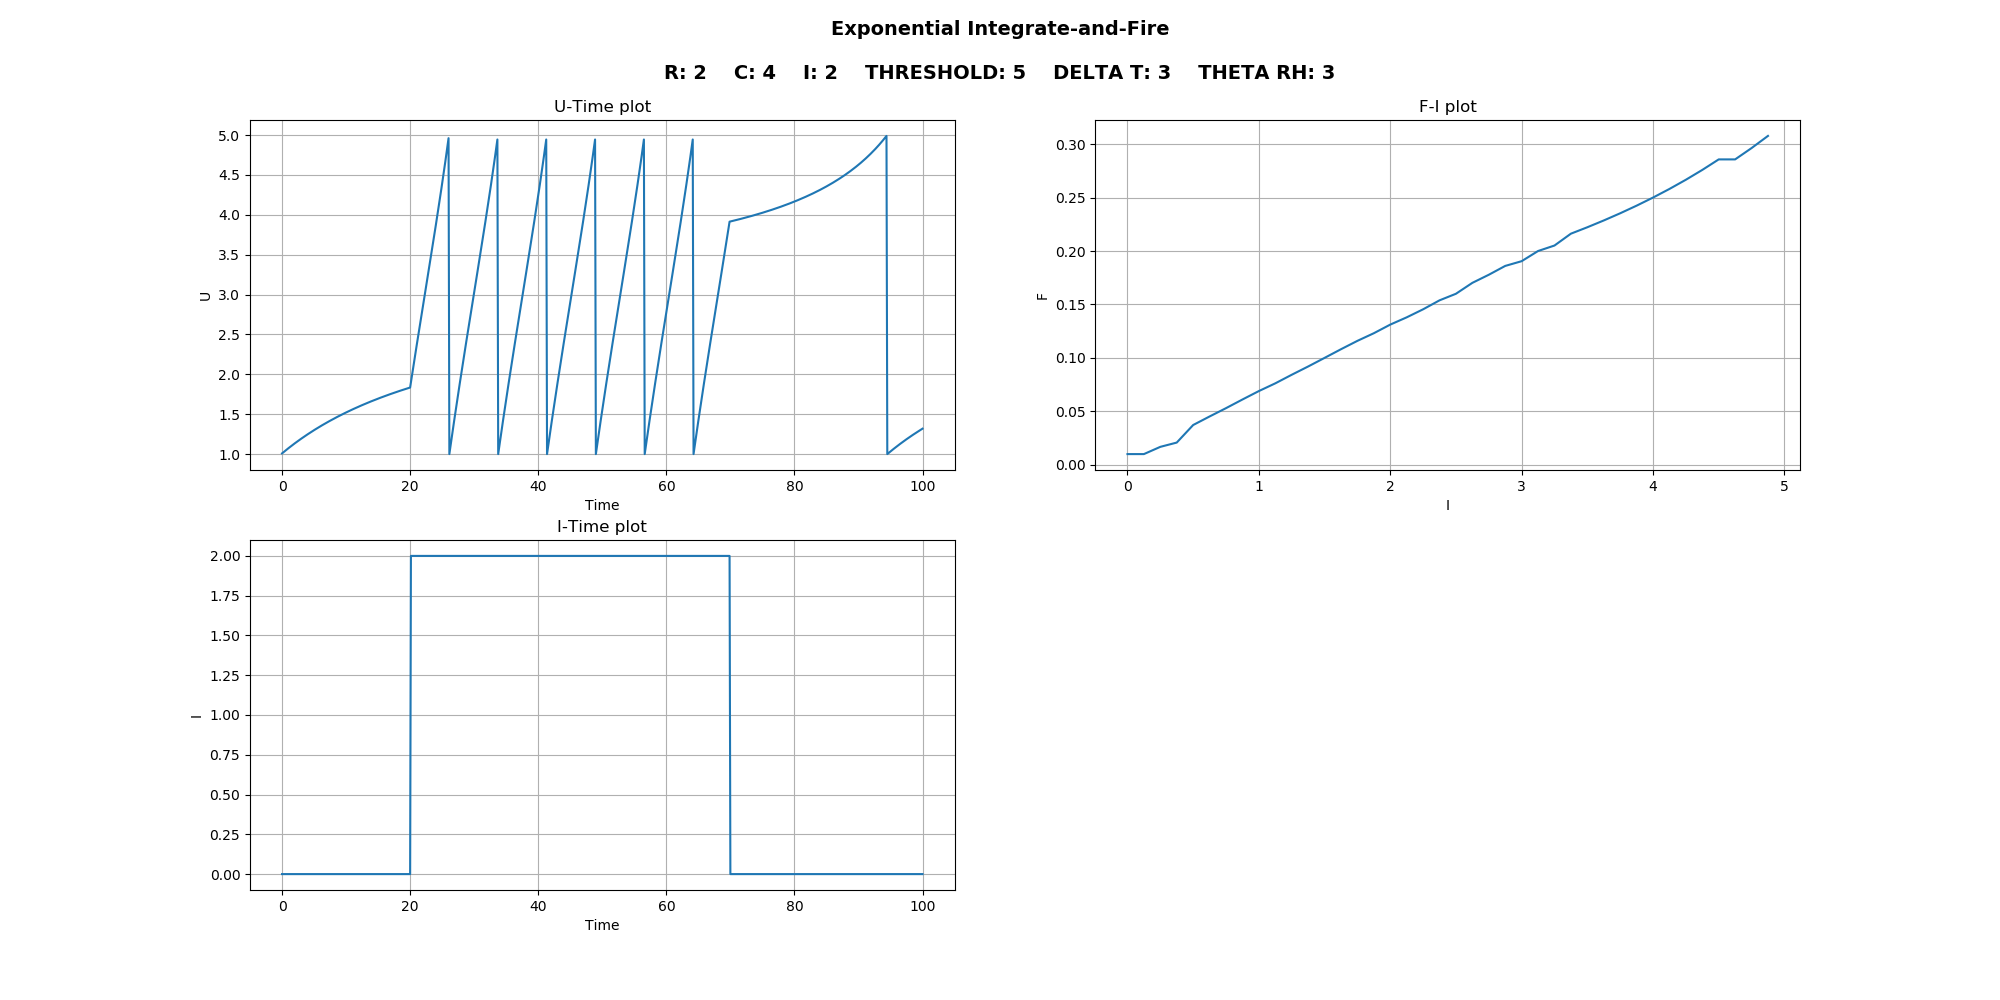 Exponential Integrate-and-Fire
R: 2    C: 4    I: 2    THRESHOLD: 5    DELTA T: 3    THETA RH: 3
U-Time plot
5.0
4.5
4.0
3.5
3.0
2.5
2.0
1.5
1.0
U
0 20 40 60 80 100
Time
F-I plot
0.30
0.25
0.20
0.15
0.10
0.05
0.00
F
0 1 2 3 4 5
I
I-Time plot
2.00
1.75
1.50
1.25
1.00
0.75
0.50
0.25
0.00
I
0 20 40 60 80 100
Time